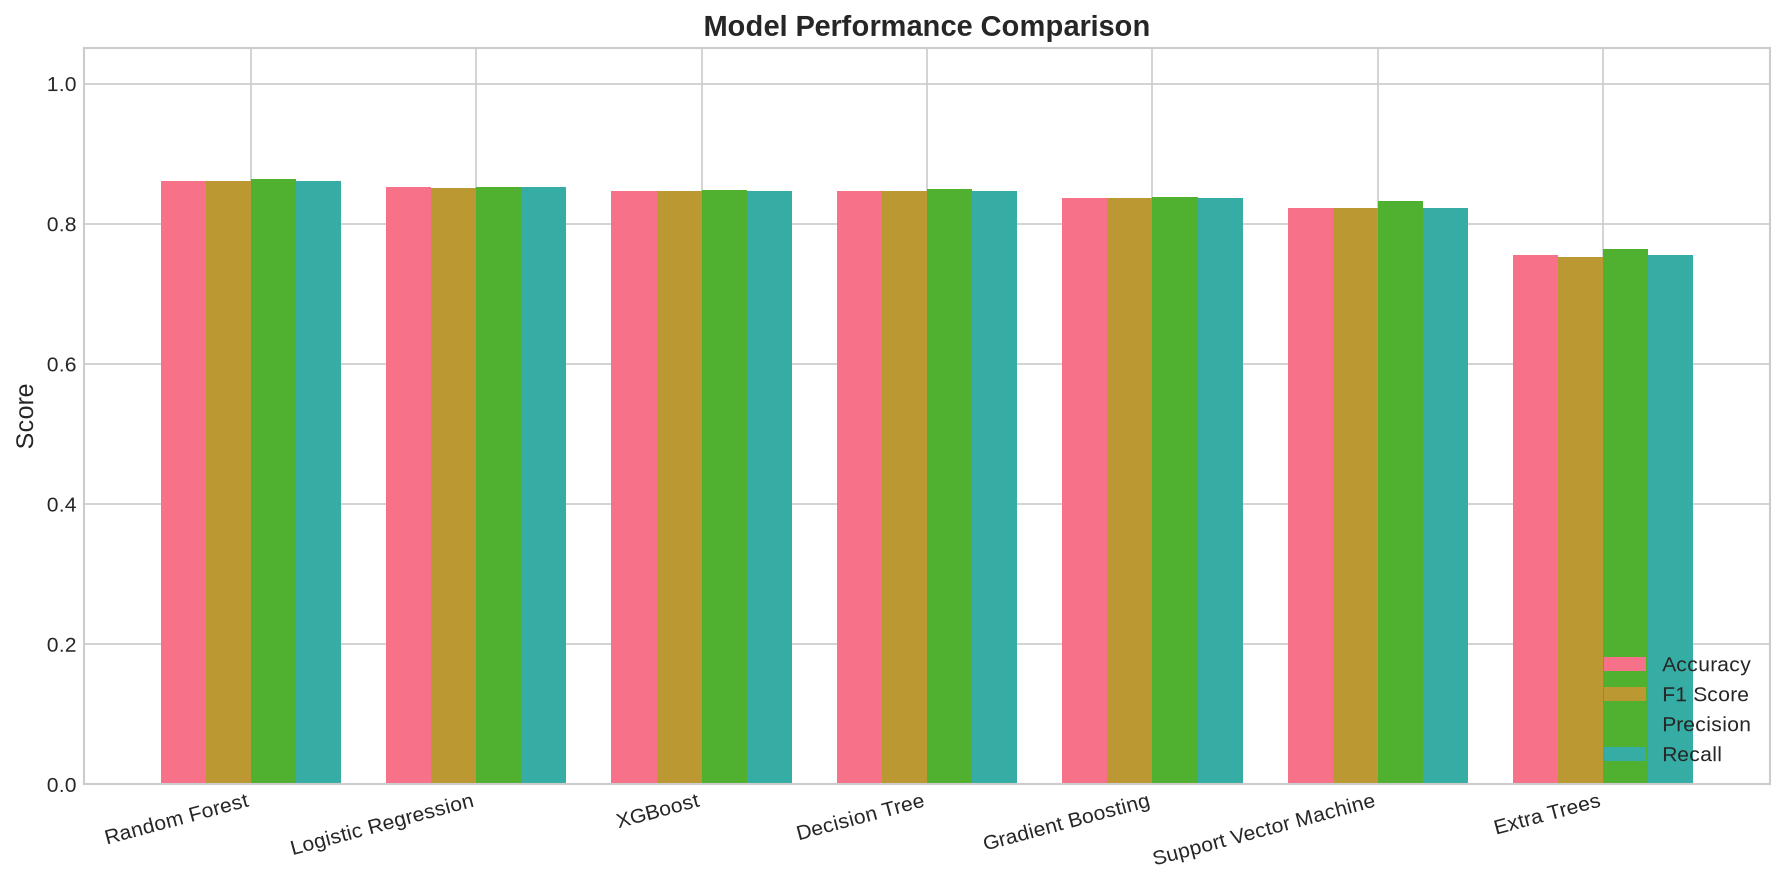 Model Performance Comparison
1.0
0.8
0.6
0.4
0.2
0.0
Score
Accuracy
F1 Score
Precision
Recall
Random Forest
Logistic Regression
XGBoost
Decision Tree
Gradient Boosting
Support Vector Machine
Extra Trees